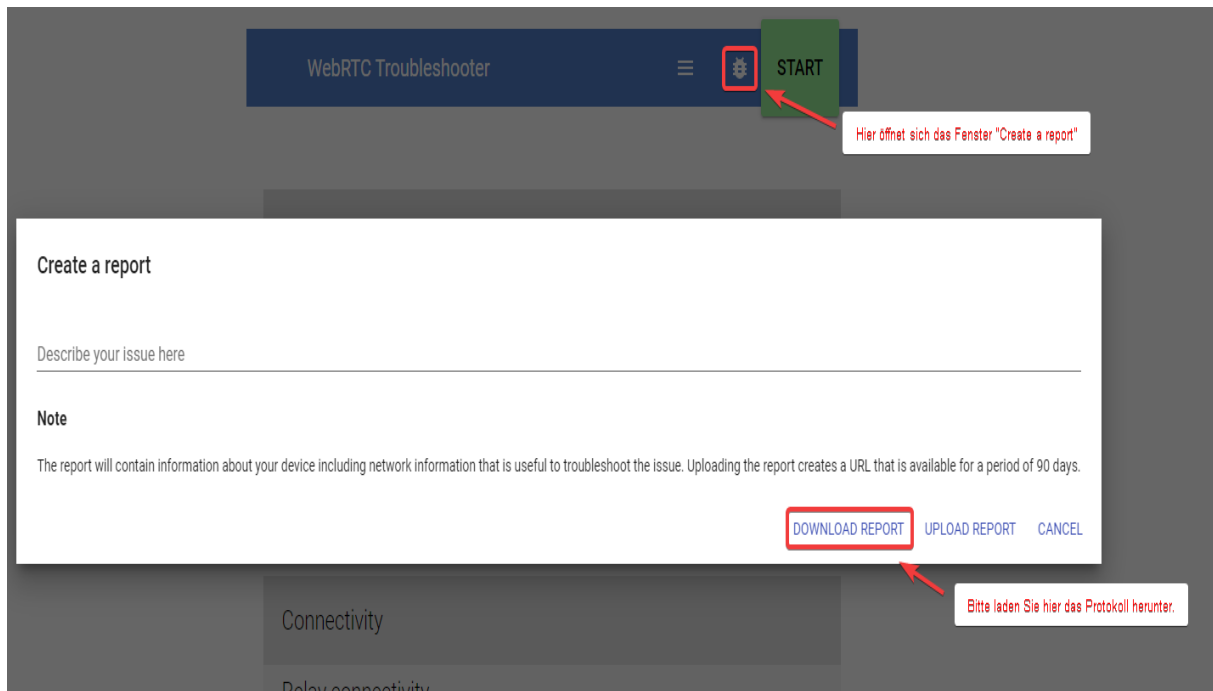 WebRTC Troubleshooter
START
Hier öffnet sich das Fenster "Create a report"
Create a report
Describe your issue here
Note
The report will contain information about your device including network information that is useful to troubleshoot the issue. Uploading the report creates a URL that is available for a period of 90 days.
DOWNLOAD REPORT UPLOAD REPORT CANCEL
Bitte laden Sie hier das Protokoll herunter.
Connectivity
Relay connectivity